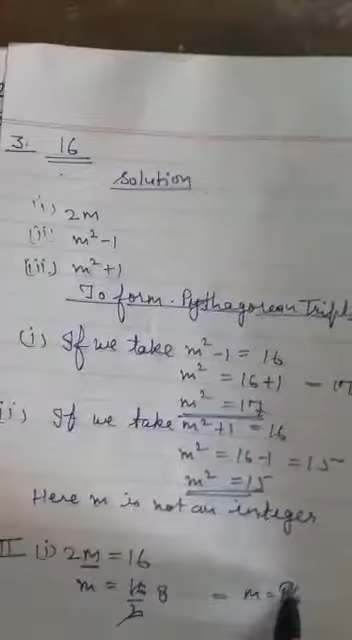 3. 16
Solution
(i) 2m
(ii) m²-1
(iii) m²+1
To form Pythagorean Tripl
(i) If we take m²-1 = 16
m² = 16+1 = 17
m² = 17
(ii) If we take m²+1 = 16
m² = 16-1 = 15
m² = 15
Here m is not an integer
II (i) 2m = 16
m = 16/2 8 = m =